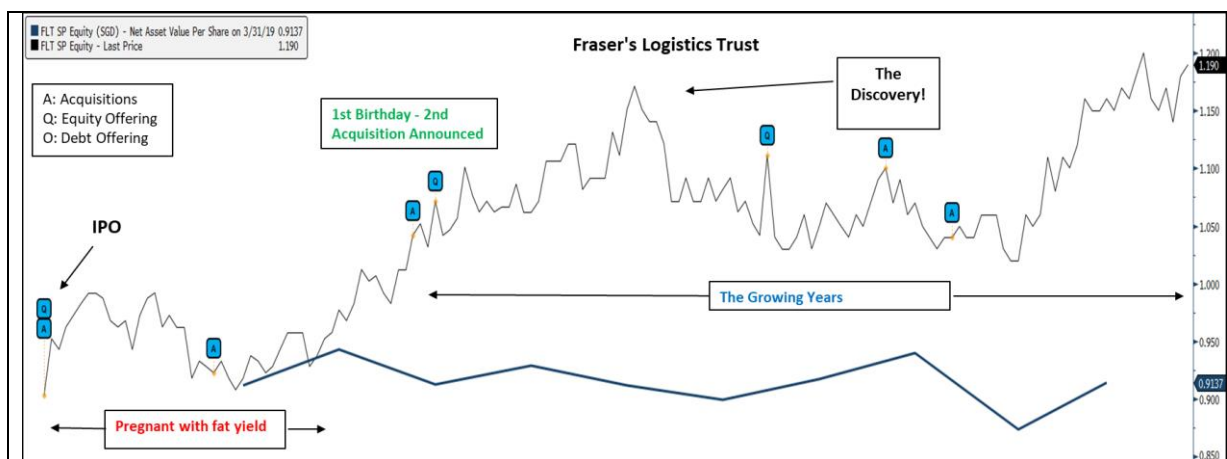 FLT SP Equity (SGD) - Net Asset Value Per Share on 3/31/19 0.9137
FLT SP Equity - Last Price 1.190
Fraser's Logistics Trust
A: Acquisitions
Q: Equity Offering
O: Debt Offering
1st Birthday - 2nd
Acquisition Announced
The
Discovery!
IPO
Q
A
A
A
Q
Q
A
A
The Growing Years
Pregnant with fat yield
1.200
1.190
1.150
1.100
1.050
1.000
0.950
0.9137
0.900
0.850